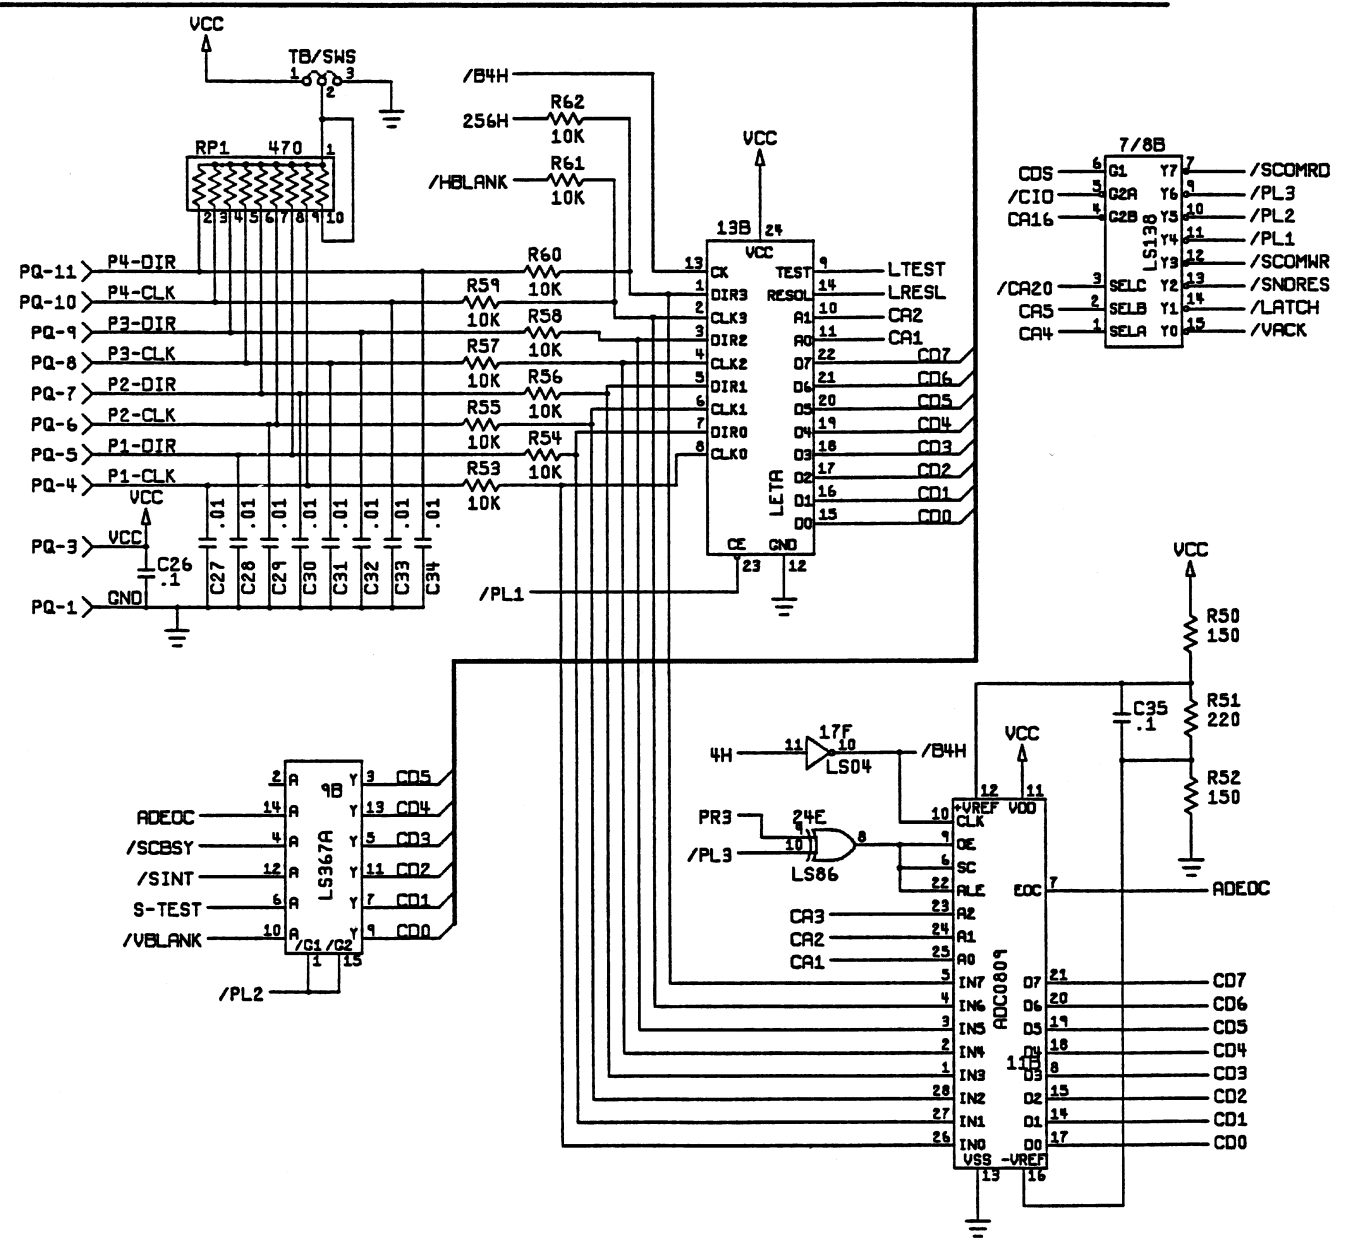 VCC
TB/SWS
1 3
2
RP1 470 1
2 3 4 5 6 7 8 9 10
/B4H
256H R62
10K
/HBLANK R61
10K
PQ-11 P4-DIR R60
10K
PQ-10 P4-CLK R59
10K
PQ-9 P3-DIR R58
10K
PQ-8 P3-CLK R57
10K
PQ-7 P2-DIR R56
10K
PQ-6 P2-CLK R55
10K
PQ-5 P1-DIR R54
10K
PQ-4 P1-CLK R53
10K
VCC
PQ-3 VCC
C26
.1
PQ-1 GND
.01 .01 .01 .01 .01 .01 .01 .01
C27 C28 C29 C30 C31 C32 C33 C34
VCC
13B 24
VCC
13 CK TEST 9 LTEST
1 DIR3 RESOL 14 LRESL
2 CLK3 A1 10 CA2
3 DIR2 A0 11 CA1
4 CLK2 D7 22 CD7
5 DIR1 D6 21 CD6
6 CLK1 D5 20 CD5
7 DIR0 D4 19 CD4
8 CLK0 D3 18 CD3
D2 17 CD2
D1 16 CD1
D0 15 CD0
LETA
CE GND
23 12
/PL1
7/8B
CDS 6 G1 Y7 7 /SCOMRD
/CIO 5 G2A Y6 9 /PL3
CA16 4 G2B Y5 10 /PL2
Y4 11 /PL1
Y3 12 /SCOMWR
/CA20 3 SELC Y2 13 /SNDRES
CA5 2 SELB Y1 14 /LATCH
CA4 1 SELA Y0 15 /VACK
LS138
VCC
R50
150
R51
220
R52
150
C35
.1
9B
LS367A
2 A Y 3 CD5
ADEOC 14 A Y 13 CD4
/SCBSY 4 A Y 5 CD3
/SINT 12 A Y 11 CD2
S-TEST 6 A Y 7 CD1
/VBLANK 10 A Y 9 CD0
/G1 /G2
1 15
/PL2
4H 11 17F 10 /B4H
LS04
PR3 24E
9
/PL3 10 8
LS86
VCC
12 11
+VREF VDD
10 CLK
9 OE
6 SC
22 ALE EOC 7 ADEOC
CA3 23 A2
CA2 24 A1
CA1 25 A0
5 IN7 D7 21 CD7
4 IN6 D6 20 CD6
3 IN5 D5 19 CD5
2 IN4 D4 18 CD4
1 IN3 D3 8 CD3
28 IN2 D2 15 CD2
27 IN1 D1 14 CD1
26 IN0 D0 17 CD0
ADC0809
11B
VSS -VREF
13 16